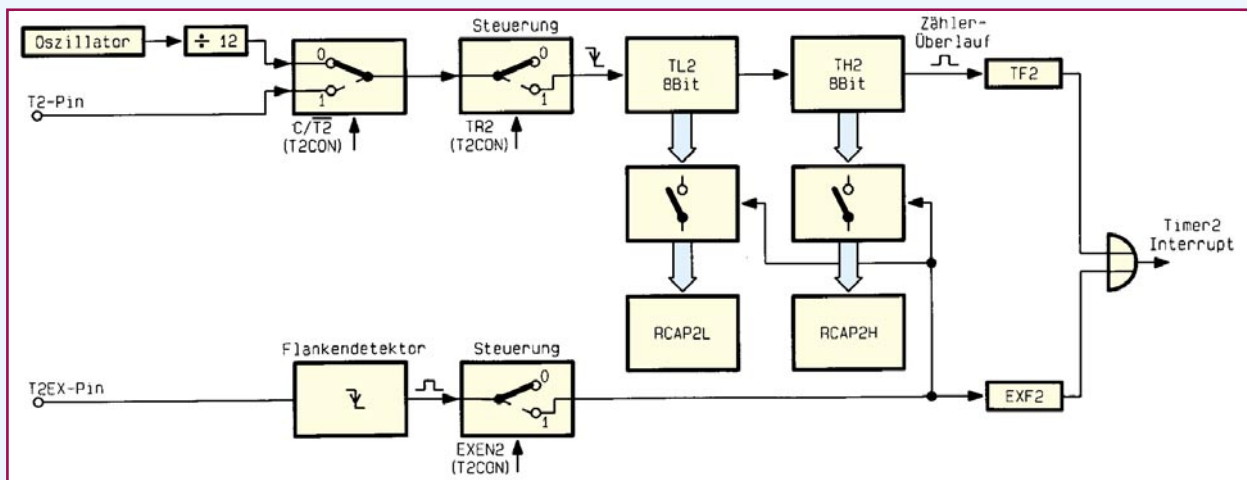 Oszillator
÷ 12
Steuerung
Zähler-
Überlauf
0
1
0
1
TL2
8Bit
TH2
8Bit
TF2
T2-Pin
C/T2
(T2CON)
TR2
(T2CON)
Timer2
Interrupt
RCAP2L
RCAP2H
Flankendetektor
Steuerung
T2EX-Pin
0
1
EXF2
EXEN2
(T2CON)